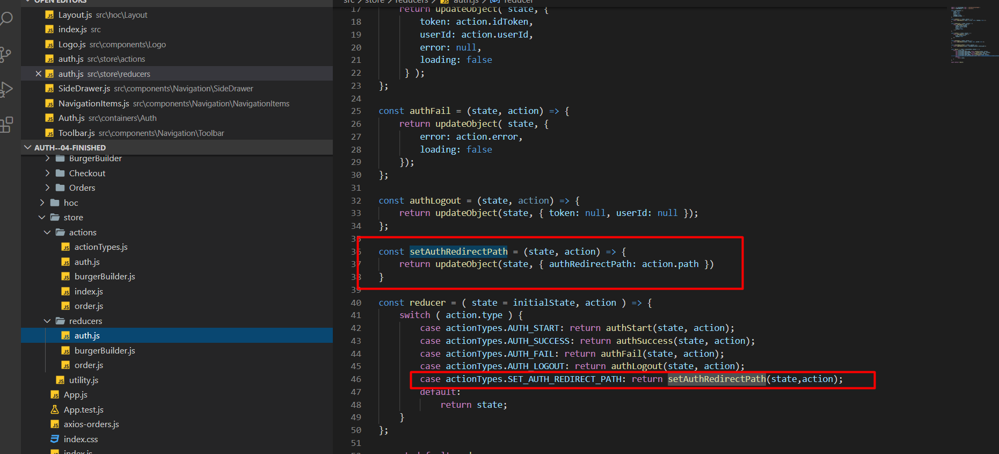 OPEN EDITORS
Layout.js src\hoc\Layout
index.js src
Logo.js src\components\Logo
auth.js src\store\actions
auth.js src\store\reducers
SideDrawer.js src\components\Navigation\SideDrawer
NavigationItems.js src\components\Navigation\NavigationItems
Auth.js src\containers\Auth
Toolbar.js src\components\Navigation\Toolbar
AUTH--04-FINISHED
BurgerBuilder
Checkout
Orders
hoc
store
actions
actionTypes.js
auth.js
burgerBuilder.js
index.js
order.js
reducers
auth.js
burgerBuilder.js
order.js
utility.js
App.js
App.test.js
axios-orders.js
index.css
index.js
src > store > reducers > auth.js > reducer
17 return updateObject( state, {
18 token: action.idToken,
19 userId: action.userId,
20 error: null,
21 loading: false
22 } );
23 };
24
25 const authFail = (state, action) => {
26 return updateObject( state, {
27 error: action.error,
28 loading: false
29 });
30 };
31
32 const authLogout = (state, action) => {
33 return updateObject(state, { token: null, userId: null });
34 };
35
36 const setAuthRedirectPath = (state, action) => {
37 return updateObject(state, { authRedirectPath: action.path })
38 }
39
40 const reducer = ( state = initialState, action ) => {
41 switch ( action.type ) {
42 case actionTypes.AUTH_START: return authStart(state, action);
43 case actionTypes.AUTH_SUCCESS: return authSuccess(state, action);
44 case actionTypes.AUTH_FAIL: return authFail(state, action);
45 case actionTypes.AUTH_LOGOUT: return authLogout(state, action);
46 case actionTypes.SET_AUTH_REDIRECT_PATH: return setAuthRedirectPath(state,action);
47 default:
48 return state;
49 }
50 };
51